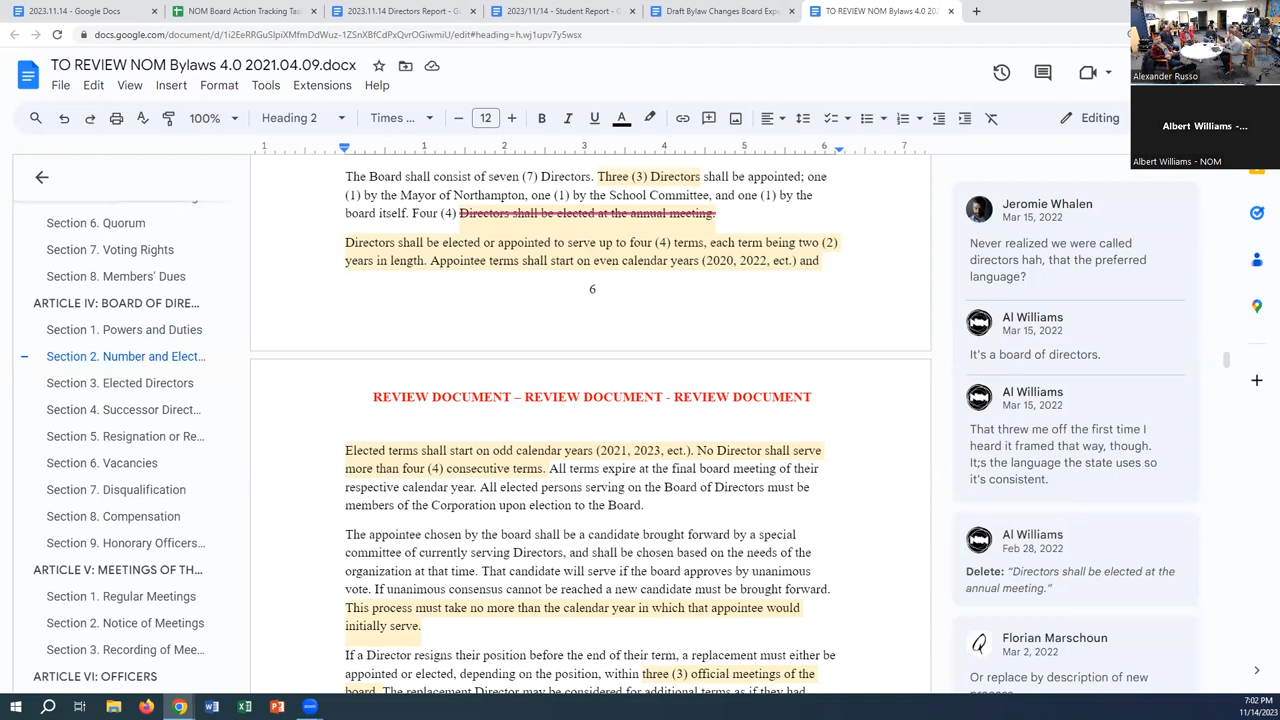 2023.11.14 - Google Docs
NOM Board Action Tracking Tas
2023.11.14 Directors Report - G
2023/11/14 - Student Report - G
Draft Bylaw Changes Board Exp
TO REVIEW NOM Bylaws 4.0 202
docs.google.com/document/d/1i2EeRRGuSlpiXMfmDdWuz-1ZSnXBfCdPxQvrOGiwmiU/edit#heading=h.wj1upv7y5wsx
TO REVIEW NOM Bylaws 4.0 2021.04.09.docx
File Edit View Insert Format Tools Extensions Help
100% Heading 2 Times ... 12 Editing
Alexander Russo
Albert Williams -...
Albert Williams - NOM
1 1 2 3 4 5 6 7
Section 6. Quorum
Section 7. Voting Rights
Section 8. Members' Dues
ARTICLE IV: BOARD OF DIRE...
Section 1. Powers and Duties
Section 2. Number and Elect...
Section 3. Elected Directors
Section 4. Successor Direct...
Section 5. Resignation or Re...
Section 6. Vacancies
Section 7. Disqualification
Section 8. Compensation
Section 9. Honorary Officers...
ARTICLE V: MEETINGS OF TH...
Section 1. Regular Meetings
Section 2. Notice of Meetings
Section 3. Recording of Mee...
ARTICLE VI: OFFICERS
The Board shall consist of seven (7) Directors. Three (3) Directors shall be appointed; one
(1) by the Mayor of Northampton, one (1) by the School Committee, and one (1) by the
board itself. Four (4) Directors shall be elected at the annual meeting.
Directors shall be elected or appointed to serve up to four (4) terms, each term being two (2)
years in length. Appointee terms shall start on even calendar years (2020, 2022, ect.) and
6
REVIEW DOCUMENT – REVIEW DOCUMENT - REVIEW DOCUMENT
Elected terms shall start on odd calendar years (2021, 2023, ect.). No Director shall serve
more than four (4) consecutive terms. All terms expire at the final board meeting of their
respective calendar year. All elected persons serving on the Board of Directors must be
members of the Corporation upon election to the Board.
The appointee chosen by the board shall be a candidate brought forward by a special
committee of currently serving Directors, and shall be chosen based on the needs of the
organization at that time. That candidate will serve if the board approves by unanimous
vote. If unanimous consensus cannot be reached a new candidate must be brought forward.
This process must take no more than the calendar year in which that appointee would
initially serve.
If a Director resigns their position before the end of their term, a replacement must either be
appointed or elected, depending on the position, within three (3) official meetings of the
board. The replacement Director may be considered for additional terms as if they had
Jeromie Whalen
Mar 15, 2022
Never realized we were called
directors hah, that the preferred
language?
Al Williams
Mar 15, 2022
It's a board of directors.
Al Williams
Mar 15, 2022
That threw me off the first time I
heard it framed that way, though.
It;s the language the state uses so
it's consistent.
Al Williams
Feb 28, 2022
Delete: “Directors shall be elected at the
annual meeting.”
Florian Marschoun
Mar 2, 2022
Or replace by description of new
7:02 PM
11/14/2023